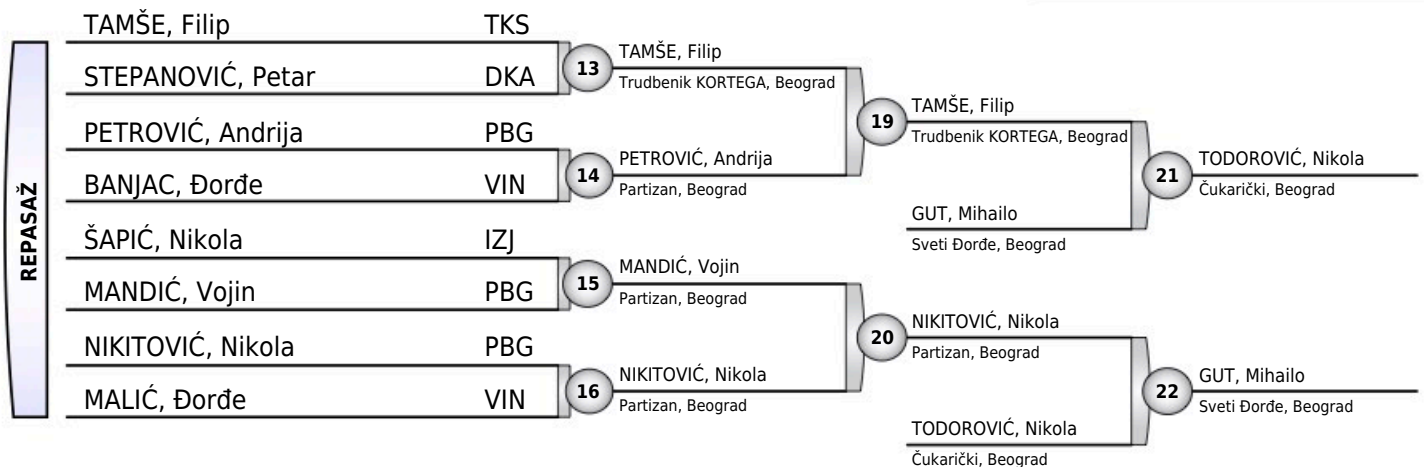 REPASAŽ
TAMŠE, Filip TKS
STEPANOVIĆ, Petar DKA
PETROVIĆ, Andrija PBG
BANJAC, Đorđe VIN
ŠAPIĆ, Nikola IZJ
MANDIĆ, Vojin PBG
NIKITOVIĆ, Nikola PBG
MALIĆ, Đorđe VIN
13
TAMŠE, Filip
Trudbenik KORTEGA, Beograd
14
PETROVIĆ, Andrija
Partizan, Beograd
15
MANDIĆ, Vojin
Partizan, Beograd
16
NIKITOVIĆ, Nikola
Partizan, Beograd
19
TAMŠE, Filip
Trudbenik KORTEGA, Beograd
GUT, Mihailo
Sveti Đorđe, Beograd
20
NIKITOVIĆ, Nikola
Partizan, Beograd
TODOROVIĆ, Nikola
Čukarički, Beograd
21
TODOROVIĆ, Nikola
Čukarički, Beograd
22
GUT, Mihailo
Sveti Đorđe, Beograd